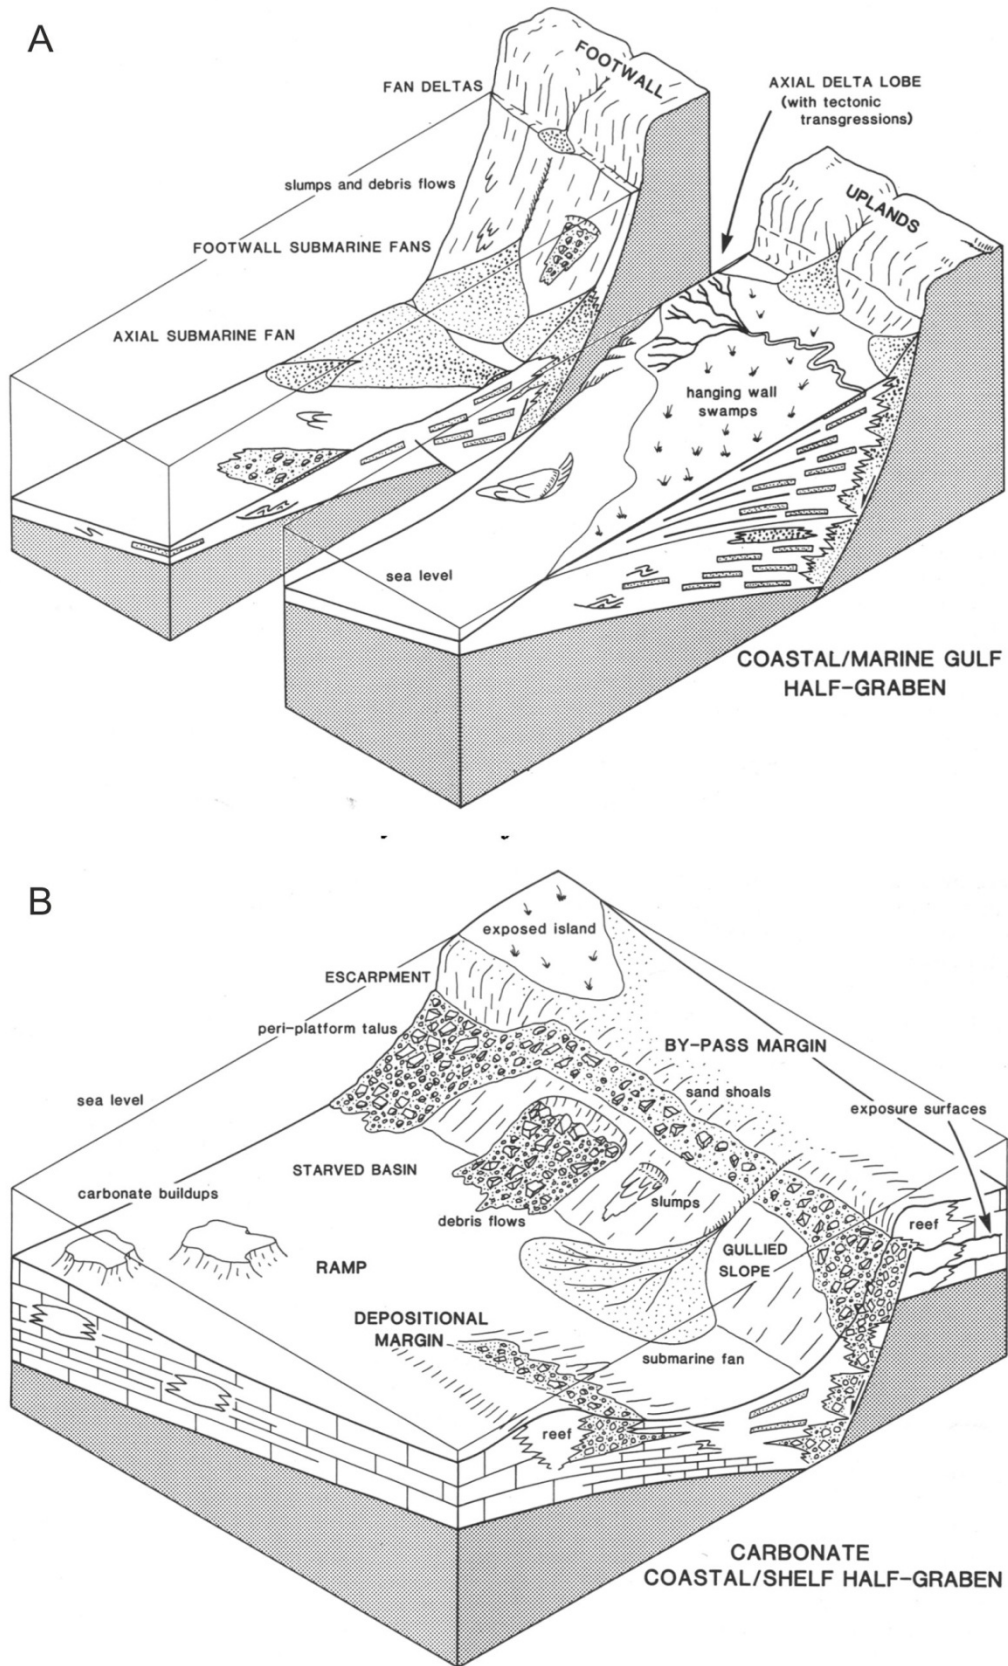 A
FOOTWALL
FAN DELTAS
AXIAL DELTA LOBE
(with tectonic
transgressions)
slumps and debris flows
UPLANDS
FOOTWALL SUBMARINE FANS
AXIAL SUBMARINE FAN
hanging wall
swamps
sea level
COASTAL/MARINE GULF
HALF-GRABEN
B
exposed island
ESCARPMENT
peri-platform talus
BY-PASS MARGIN
sea level
sand shoals
exposure surfaces
STARVED BASIN
carbonate buildups
slumps
debris flows
reef
GULLIED
SLOPE
RAMP
DEPOSITIONAL
MARGIN
submarine fan
reef
CARBONATE
COASTAL/SHELF HALF-GRABEN